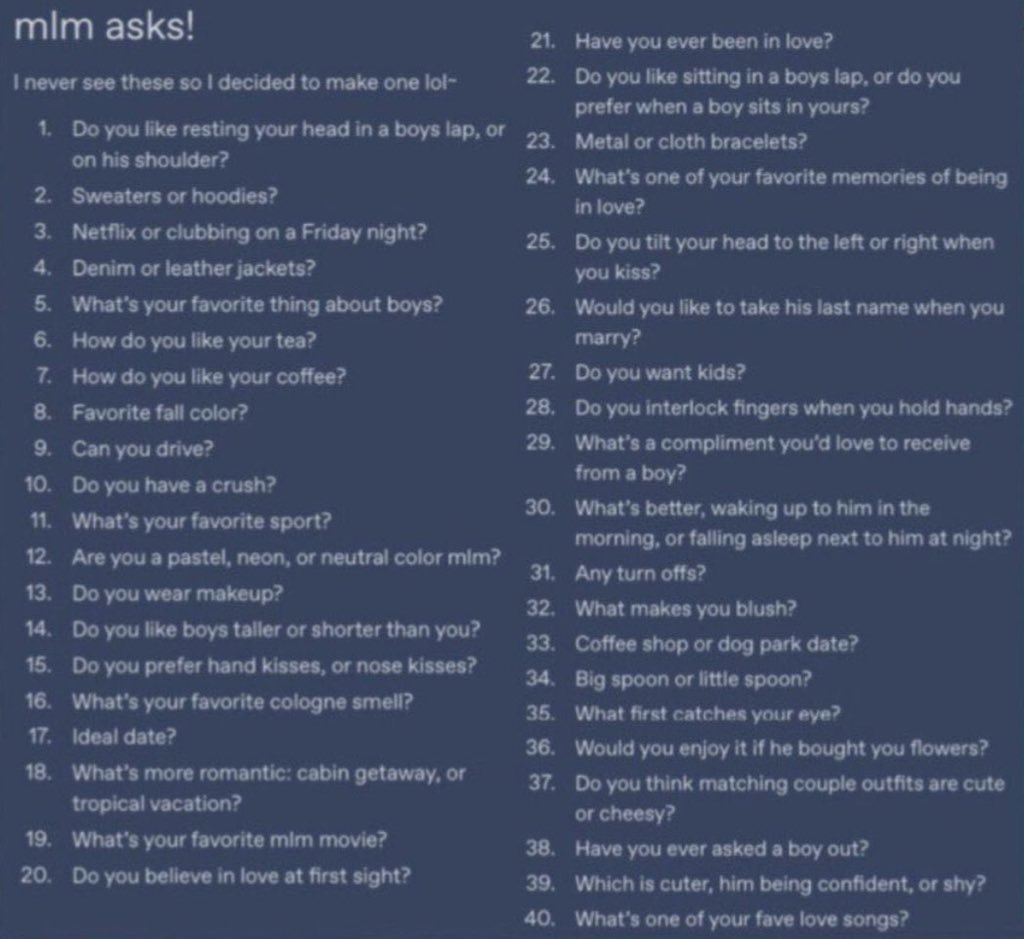 mlm asks!
I never see these so I decided to make one lol~
1. Do you like resting your head in a boys lap, or
on his shoulder?
2. Sweaters or hoodies?
3. Netflix or clubbing on a Friday night?
4. Denim or leather jackets?
5. What's your favorite thing about boys?
6. How do you like your tea?
7. How do you like your coffee?
8. Favorite fall color?
9. Can you drive?
10. Do you have a crush?
11. What's your favorite sport?
12. Are you a pastel, neon, or neutral color mlm?
13. Do you wear makeup?
14. Do you like boys taller or shorter than you?
15. Do you prefer hand kisses, or nose kisses?
16. What's your favorite cologne smell?
17. Ideal date?
18. What's more romantic: cabin getaway, or
tropical vacation?
19. What's your favorite mlm movie?
20. Do you believe in love at first sight?
21. Have you ever been in love?
22. Do you like sitting in a boys lap, or do you
prefer when a boy sits in yours?
23. Metal or cloth bracelets?
24. What's one of your favorite memories of being
in love?
25. Do you tilt your head to the left or right when
you kiss?
26. Would you like to take his last name when you
marry?
27. Do you want kids?
28. Do you interlock fingers when you hold hands?
29. What's a compliment you'd love to receive
from a boy?
30. What's better, waking up to him in the
morning, or falling asleep next to him at night?
31. Any turn offs?
32. What makes you blush?
33. Coffee shop or dog park date?
34. Big spoon or little spoon?
35. What first catches your eye?
36. Would you enjoy it if he bought you flowers?
37. Do you think matching couple outfits are cute
or cheesy?
38. Have you ever asked a boy out?
39. Which is cuter, him being confident, or shy?
40. What's one of your fave love songs?